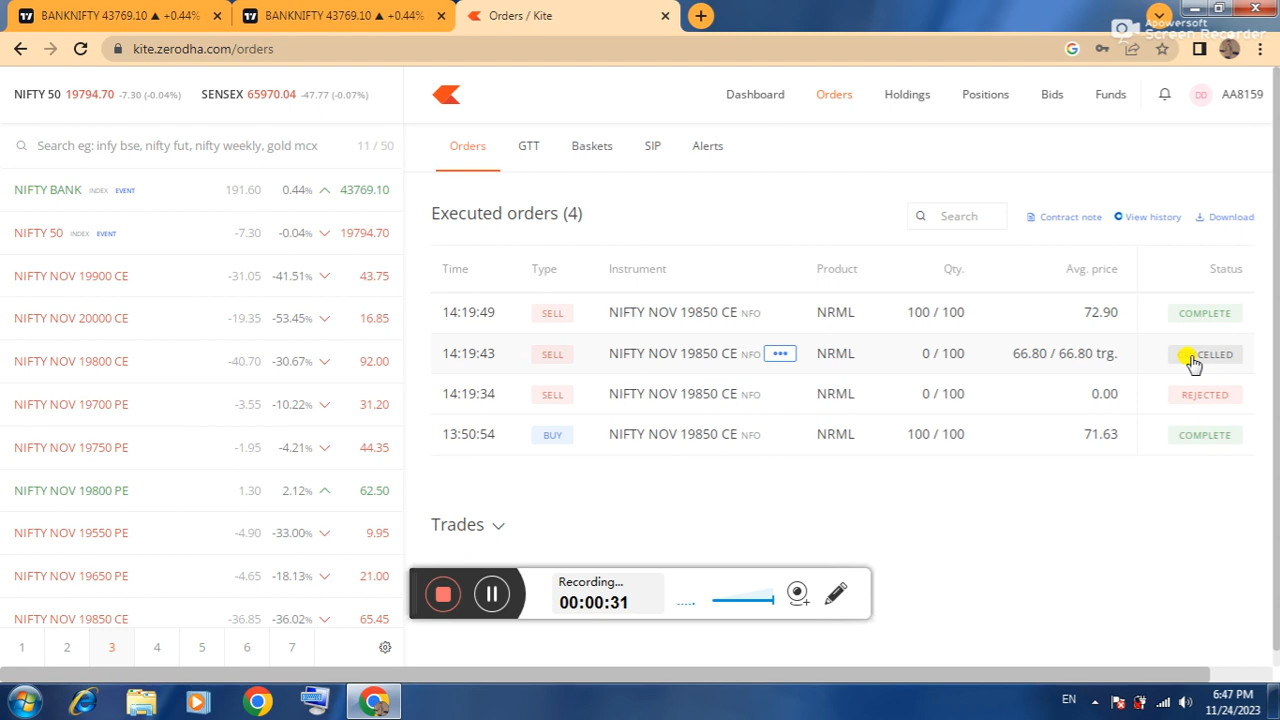 BANKNIFTY 43769.10 ▲ +0.44% × BANKNIFTY 43769.10 ▲ +0.44% × Orders / Kite ×
Apowersoft
Screen Recorder
kite.zerodha.com/orders
NIFTY 50 19794.70 -7.30 (-0.04%) SENSEX 65970.04 -47.77 (-0.07%)
Dashboard Orders Holdings Positions Bids Funds DD AA8159
Search eg: infy bse, nifty fut, nifty weekly, gold mcx 11 / 50
Orders GTT Baskets SIP Alerts
NIFTY BANK INDEX EVENT 191.60 0.44% 43769.10
NIFTY 50 INDEX EVENT -7.30 -0.04% 19794.70
NIFTY NOV 19900 CE -31.05 -41.51% 43.75
NIFTY NOV 20000 CE -19.35 -53.45% 16.85
NIFTY NOV 19800 CE -40.70 -30.67% 92.00
NIFTY NOV 19700 PE -3.55 -10.22% 31.20
NIFTY NOV 19750 PE -1.95 -4.21% 44.35
NIFTY NOV 19800 PE 1.30 2.12% 62.50
NIFTY NOV 19550 PE -4.90 -33.00% 9.95
NIFTY NOV 19650 PE -4.65 -18.13% 21.00
NIFTY NOV 19850 CE -36.85 -36.02% 65.45
1 2 3 4 5 6 7
Executed orders (4) Search Contract note View history Download
Time Type Instrument Product Qty. Avg. price Status
14:19:49 SELL NIFTY NOV 19850 CE NFO NRML 100 / 100 72.90 COMPLETE
14:19:43 SELL NIFTY NOV 19850 CE NFO ••• NRML 0 / 100 66.80 / 66.80 trg. CELLED
14:19:34 SELL NIFTY NOV 19850 CE NFO NRML 0 / 100 0.00 REJECTED
13:50:54 BUY NIFTY NOV 19850 CE NFO NRML 100 / 100 71.63 COMPLETE
Trades
Recording...
00:00:31
EN 6:47 PM
11/24/2023